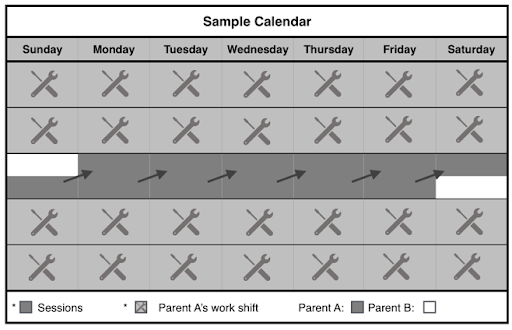 Sample Calendar
Sunday Monday Tuesday Wednesday Thursday Friday Saturday
* Sessions * Parent A's work shift Parent A: Parent B: